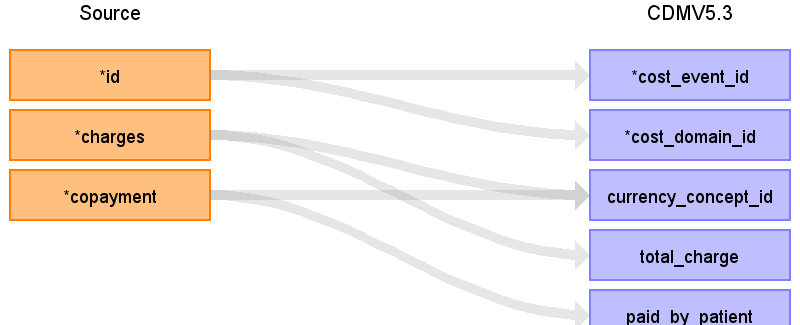 Source
CDMV5.3
*id
*cost_event_id
*charges
*cost_domain_id
*copayment
currency_concept_id
total_charge
paid_by_patient